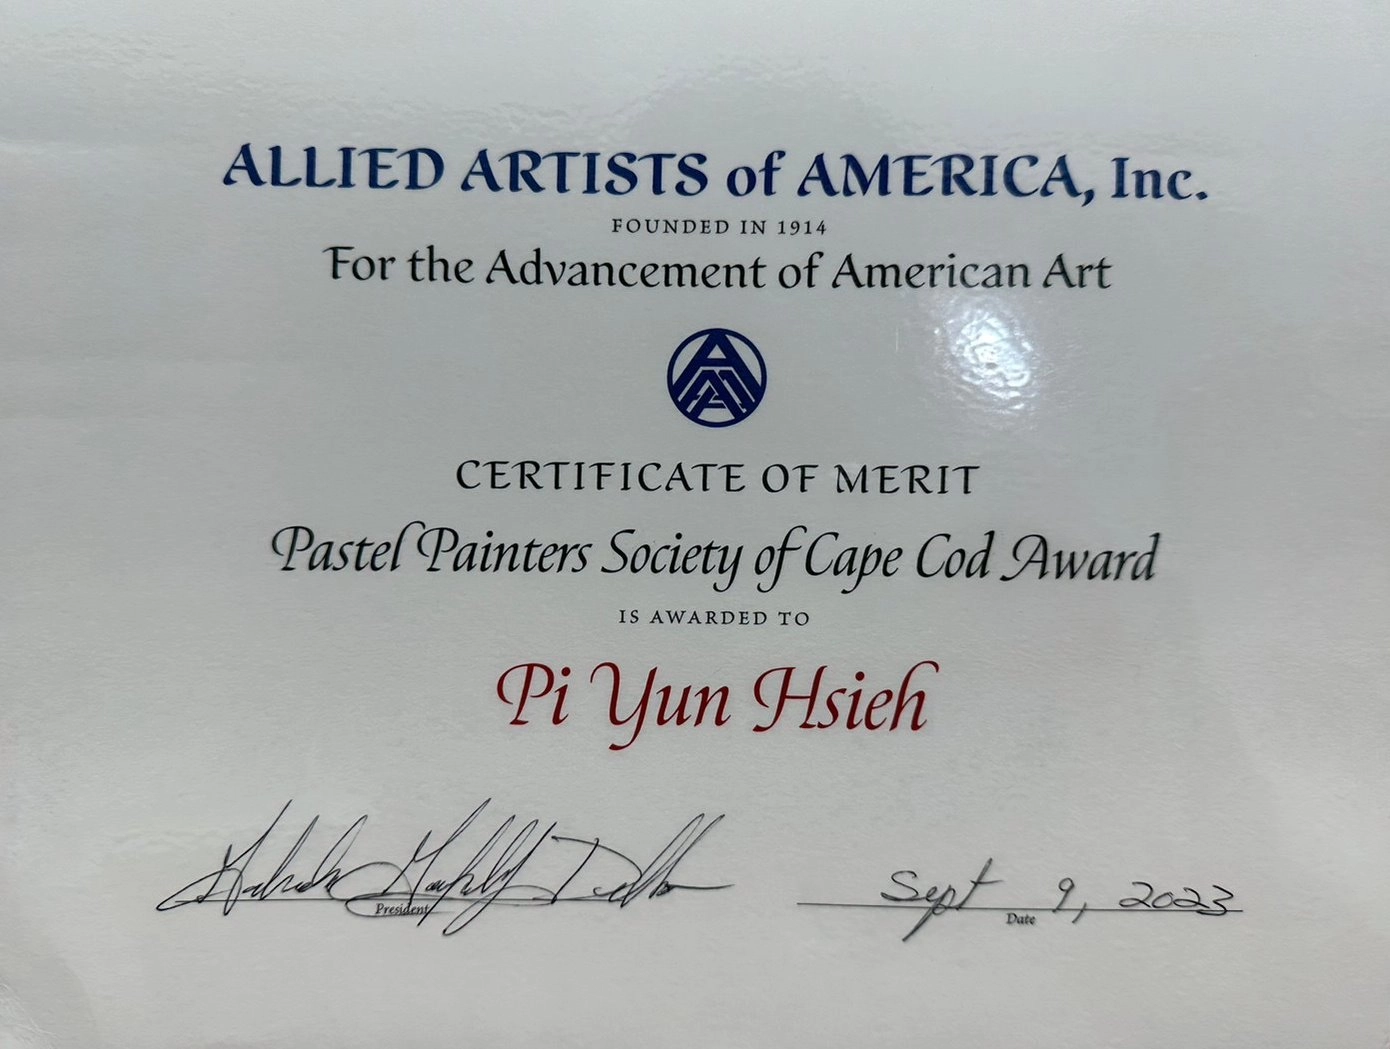 ALLIED ARTISTS of AMERICA, Inc.
FOUNDED IN 1914
For the Advancement of American Art
AAA
CERTIFICATE OF MERIT
Pastel Painters Society of Cape Cod Award
IS AWARDED TO
Pi Yun Hsieh
President
Sept 9, 2023
Date